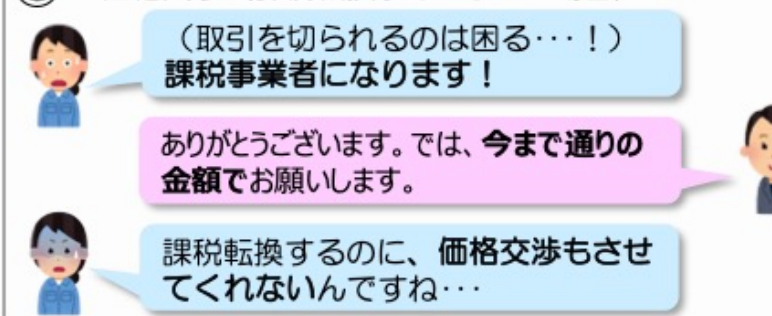 （取引を切られるのは困る･･･！）
課税事業者になります！
ありがとうございます。では、今まで通りの
金額でお願いします。
課税転換するのに、価格交渉もさせ
てくれないんですね･･･